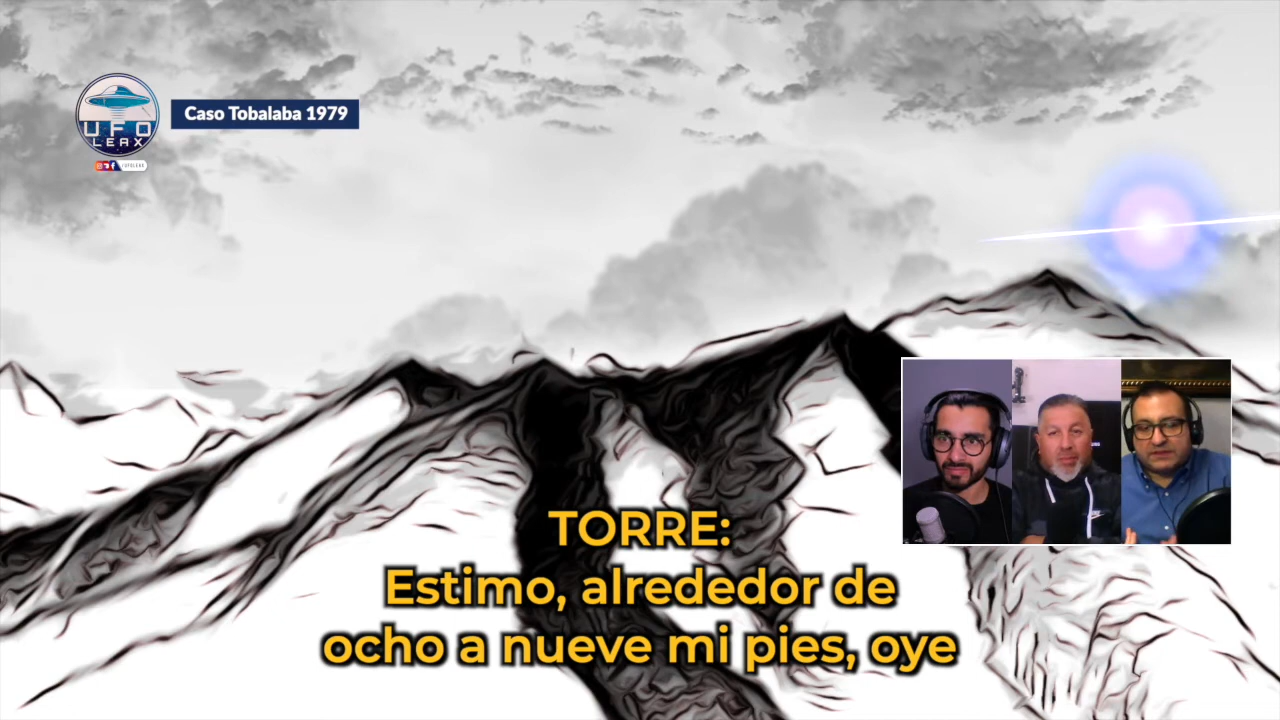 UFO
LEAX
Caso Tobalaba 1979
TORRE:
Estimo, alrededor de
ocho a nueve mi pies, oye